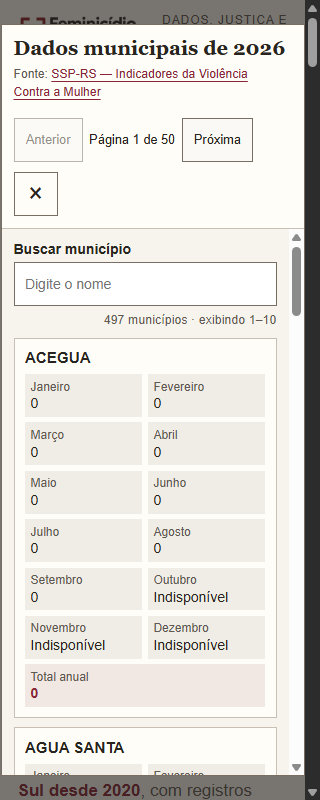 Feminicídio
DADOS, JUSTIÇA E
Dados municipais de 2026
Fonte: SSP-RS — Indicadores da Violência
Contra a Mulher
Anterior
Página 1 de 50
Próxima
×
Buscar município
Digite o nome
497 municípios · exibindo 1–10
ACEGUA
Janeiro
0
Fevereiro
0
Março
0
Abril
0
Maio
0
Junho
0
Julho
0
Agosto
0
Setembro
0
Outubro
Indisponível
Novembro
Indisponível
Dezembro
Indisponível
Total anual
0
AGUA SANTA
Janeiro
Fevereiro
Sul desde 2020, com registros